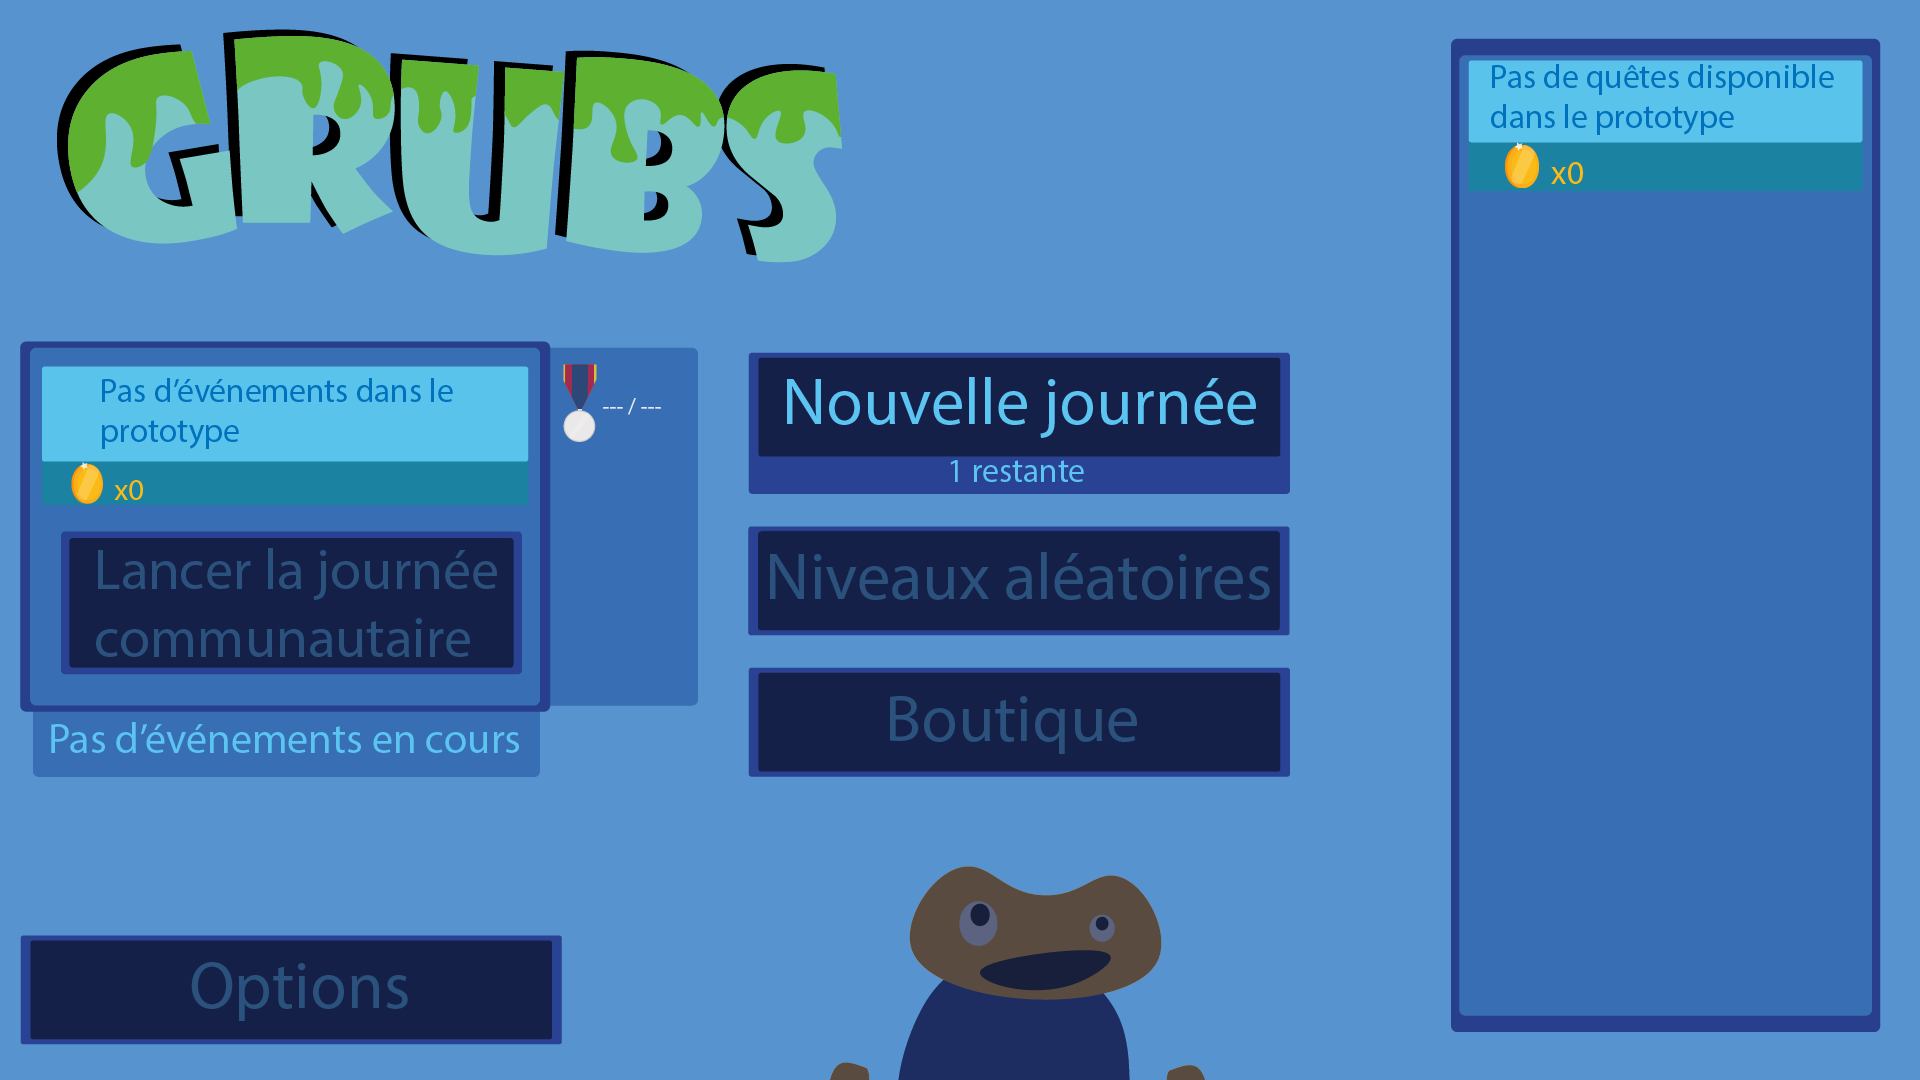 GRUBS
Pas d’événements dans le
prototype
x0
Lancer la journée
communautaire
Pas d’événements en cours
--- / ---
Nouvelle journée
1 restante
Niveaux aléatoires
Boutique
Options
Pas de quêtes disponible
dans le prototype
x0